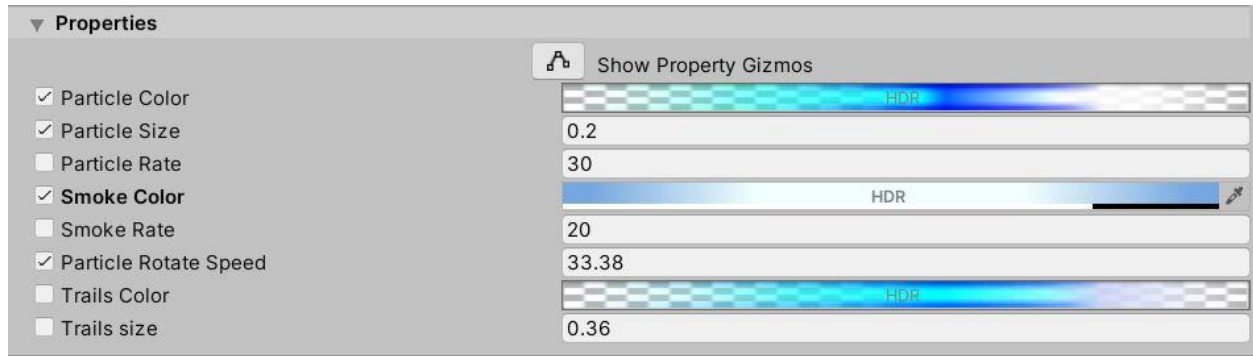 Properties
Show Property Gizmos
Particle Color HDR
Particle Size 0.2
Particle Rate 30
Smoke Color HDR
Smoke Rate 20
Particle Rotate Speed 33.38
Trails Color HDR
Trails size 0.36